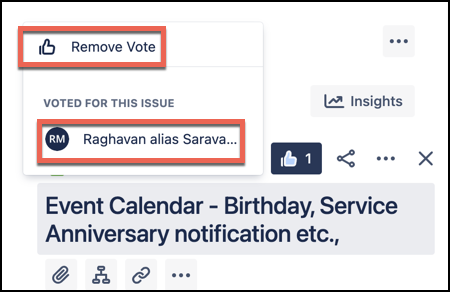 Remove Vote
Insights
VOTED FOR THIS ISSUE
RM Raghavan alias Sarava...
1
Event Calendar - Birthday, Service
Anniversary notification etc.,